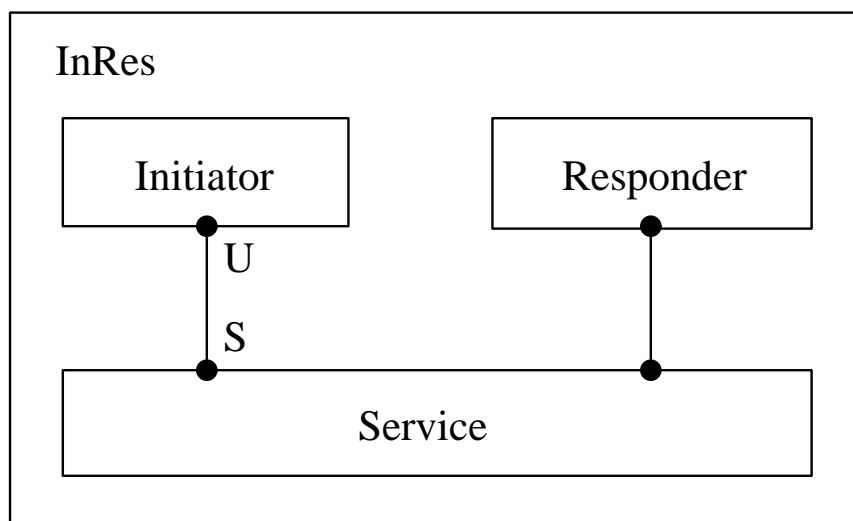 InRes
Initiator
Responder
U
S
Service